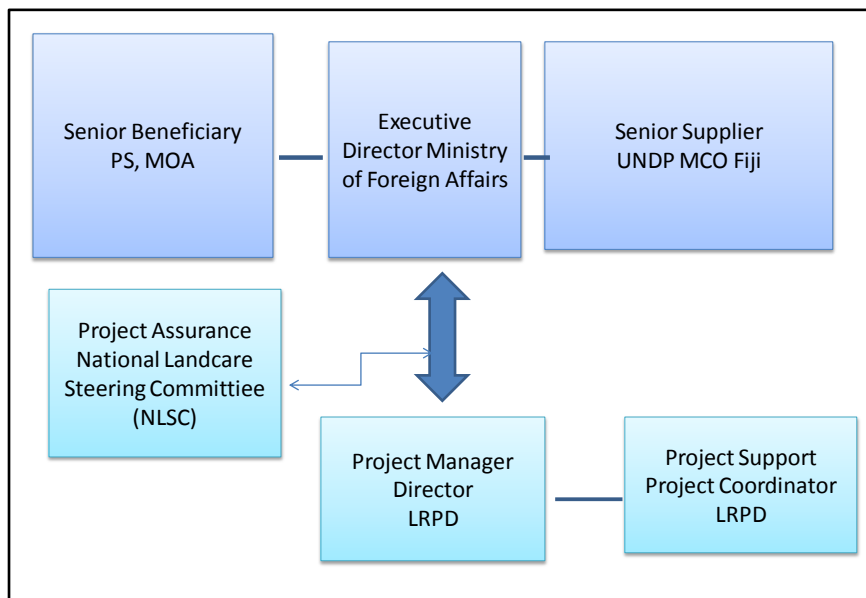 Senior Beneficiary
PS, MOA
Executive
Director Ministry
of Foreign Affairs
Senior Supplier
UNDP MCO Fiji
Project Assurance
National Landcare
Steering Committiee
(NLSC)
Project Manager
Director
LRPD
Project Support
Project Coordinator
LRPD